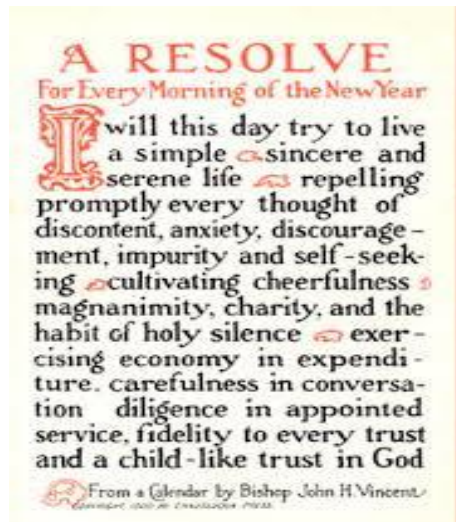 A RESOLVE
For Every Morning of the New Year
I will this day try to live
a simple sincere and
serene life repelling
promptly every thought of
discontent, anxiety, discourage-
ment, impurity and self-seek-
ing cultivating cheerfulness
magnanimity, charity, and the
habit of holy silence exer-
cising economy in expendi-
ture. carefulness in conversa-
tion diligence in appointed
service, fidelity to every trust
and a child-like trust in God
From a Calendar by Bishop John H. Vincent